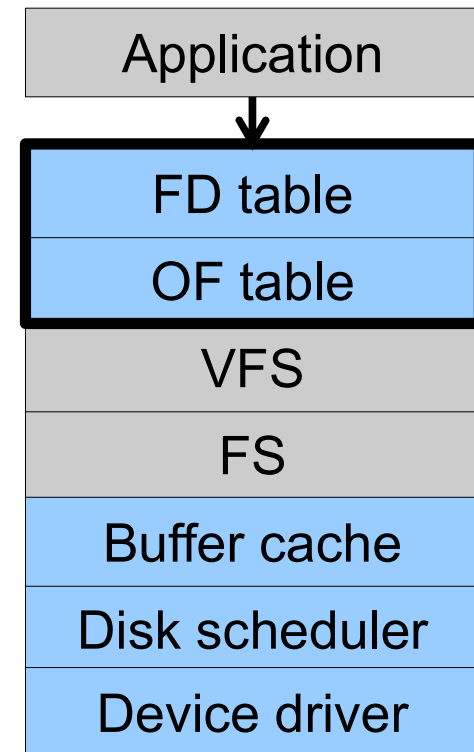 Application
FD table
OF table
VFS
FS
Buffer cache
Disk scheduler
Device driver